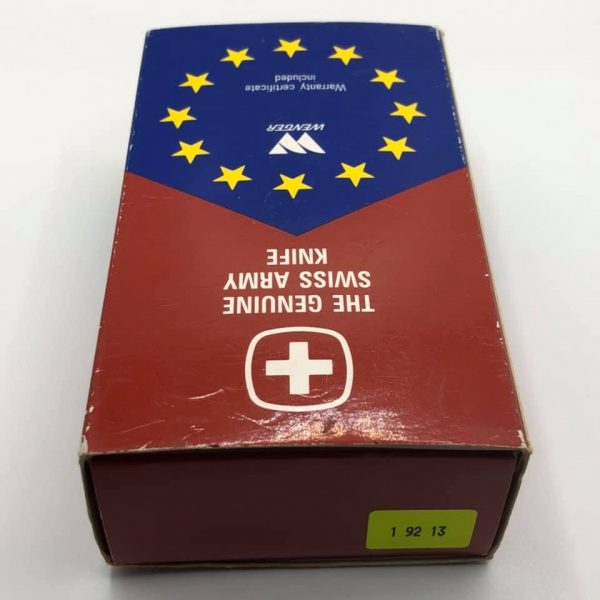 THE GENUINE
SWISS ARMY
KNIFE
WENGER
Warranty certificate
included
1 92 13